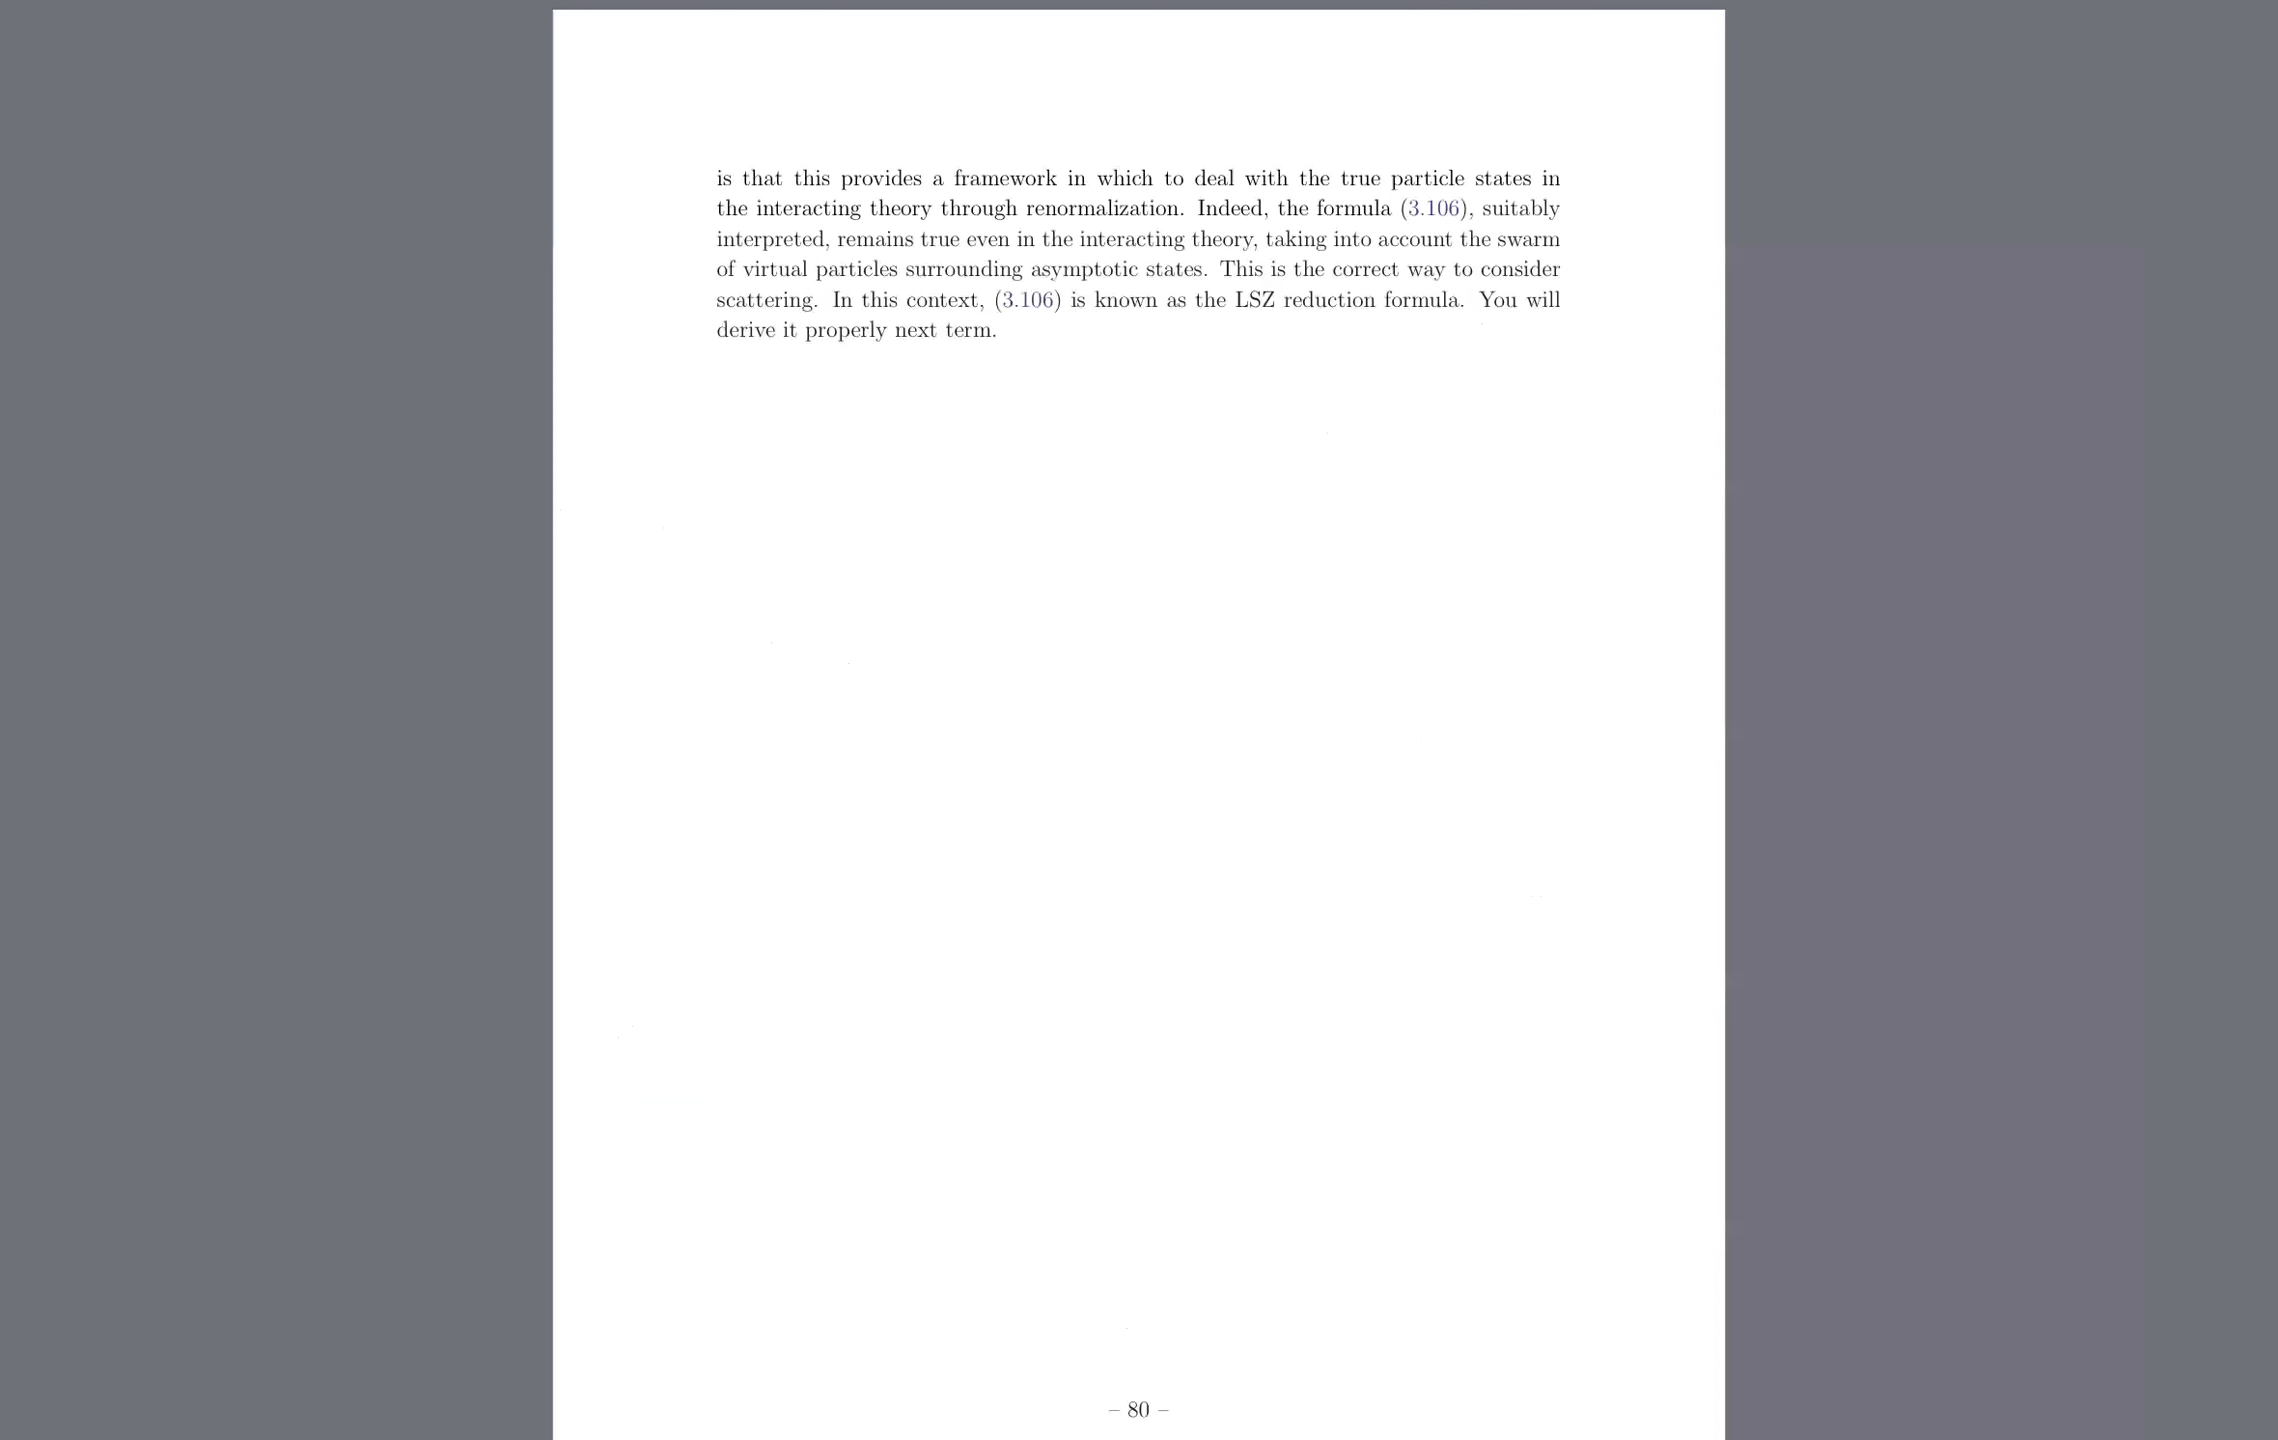 is that this provides a framework in which to deal with the true particle states in
the interacting theory through renormalization. Indeed, the formula (3.106), suitably
interpreted, remains true even in the interacting theory, taking into account the swarm
of virtual particles surrounding asymptotic states. This is the correct way to consider
scattering. In this context, (3.106) is known as the LSZ reduction formula. You will
derive it properly next term.
– 80 –